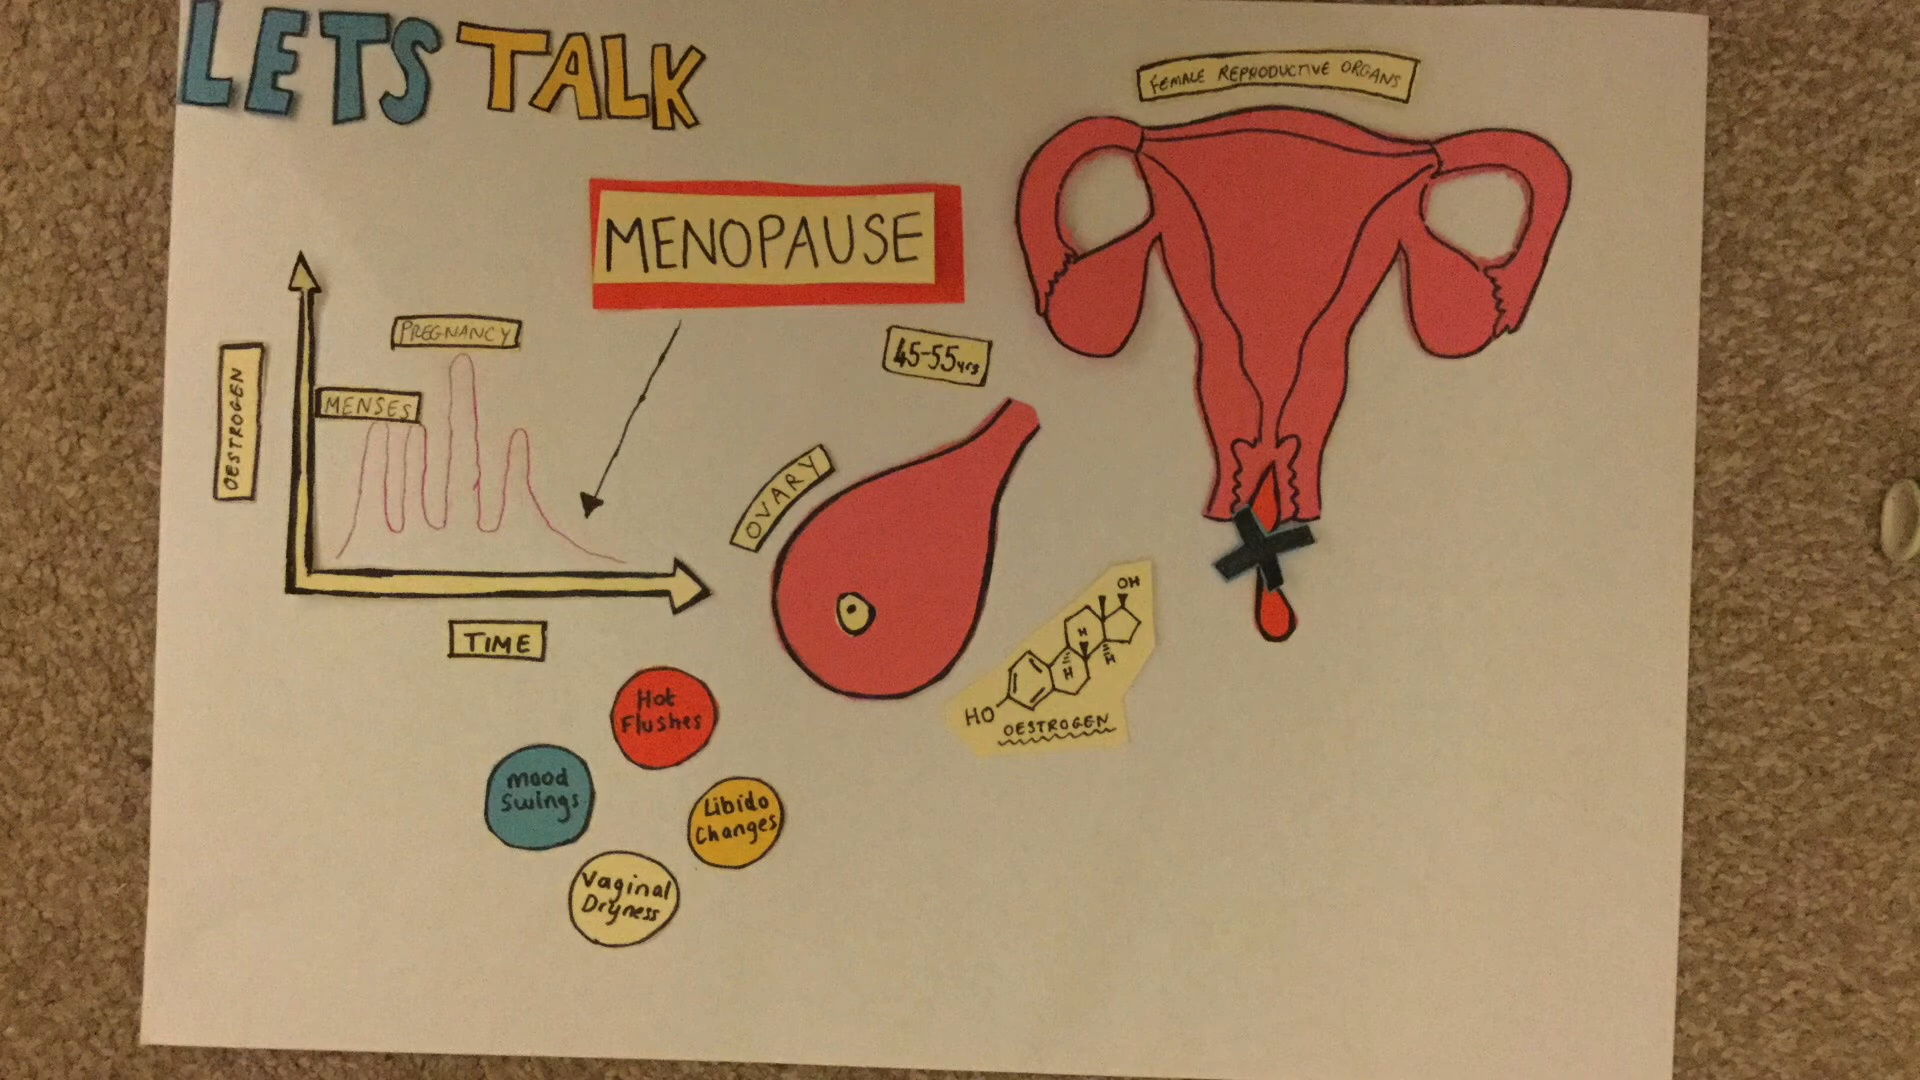 LETS TALK
FEMALE REPRODUCTIVE ORGANS
MENOPAUSE
PREGNANCY
45-55yrs
MENSES
OESTROGEN
OVARY
TIME
OH
H
H
H
HO
OESTROGEN
Hot
Flushes
Mood
Swings
Libido
Changes
Vaginal
Dryness